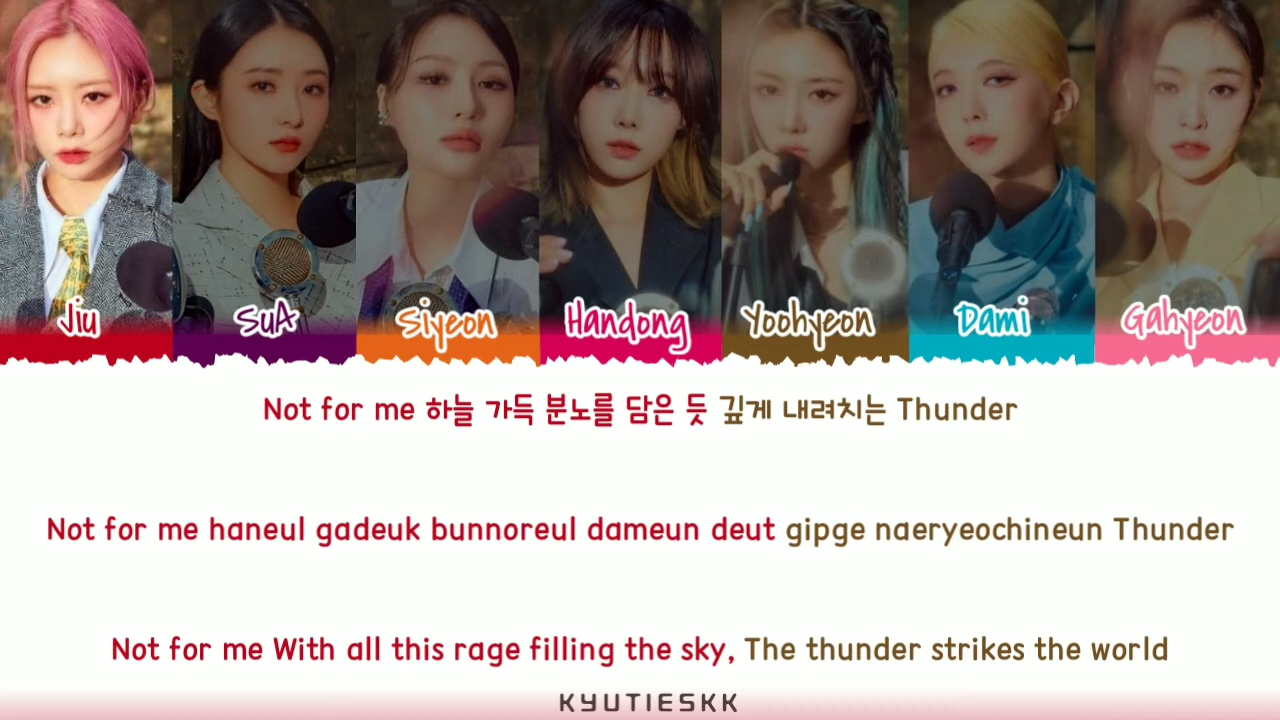 Jiu SuA Siyeon Handong Yoohyeon Dami Gahyeon
Not for me 하늘 가득 분노를 담은 듯 깊게 내려치는 Thunder
Not for me haneul gadeuk bunnoreul dameun deut gipge naeryeochineun Thunder
Not for me With all this rage filling the sky, The thunder strikes the world
KYUTIESKK